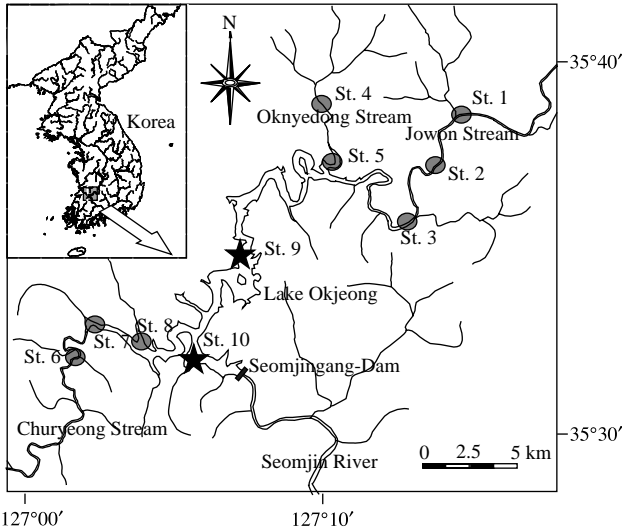 N
35°40′
Korea
St. 4
St. 1
Oknyedong Stream
Jowon Stream
St. 5
St. 2
St. 3
St. 9
Lake Okjeong
St. 8
St. 7
St. 10
St. 6
Seomjingang-Dam
Churyeong Stream
35°30′
Seomjin River
0 2.5 5 km
127°00′
127°10′